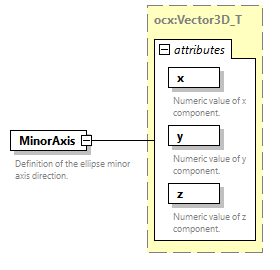 ocx:Vector3D_T
attributes
x
Numeric value of x
component.
MinorAxis
Definition of the ellipse minor
axis direction.
y
Numeric value of y
component.
z
Numeric value of z
component.